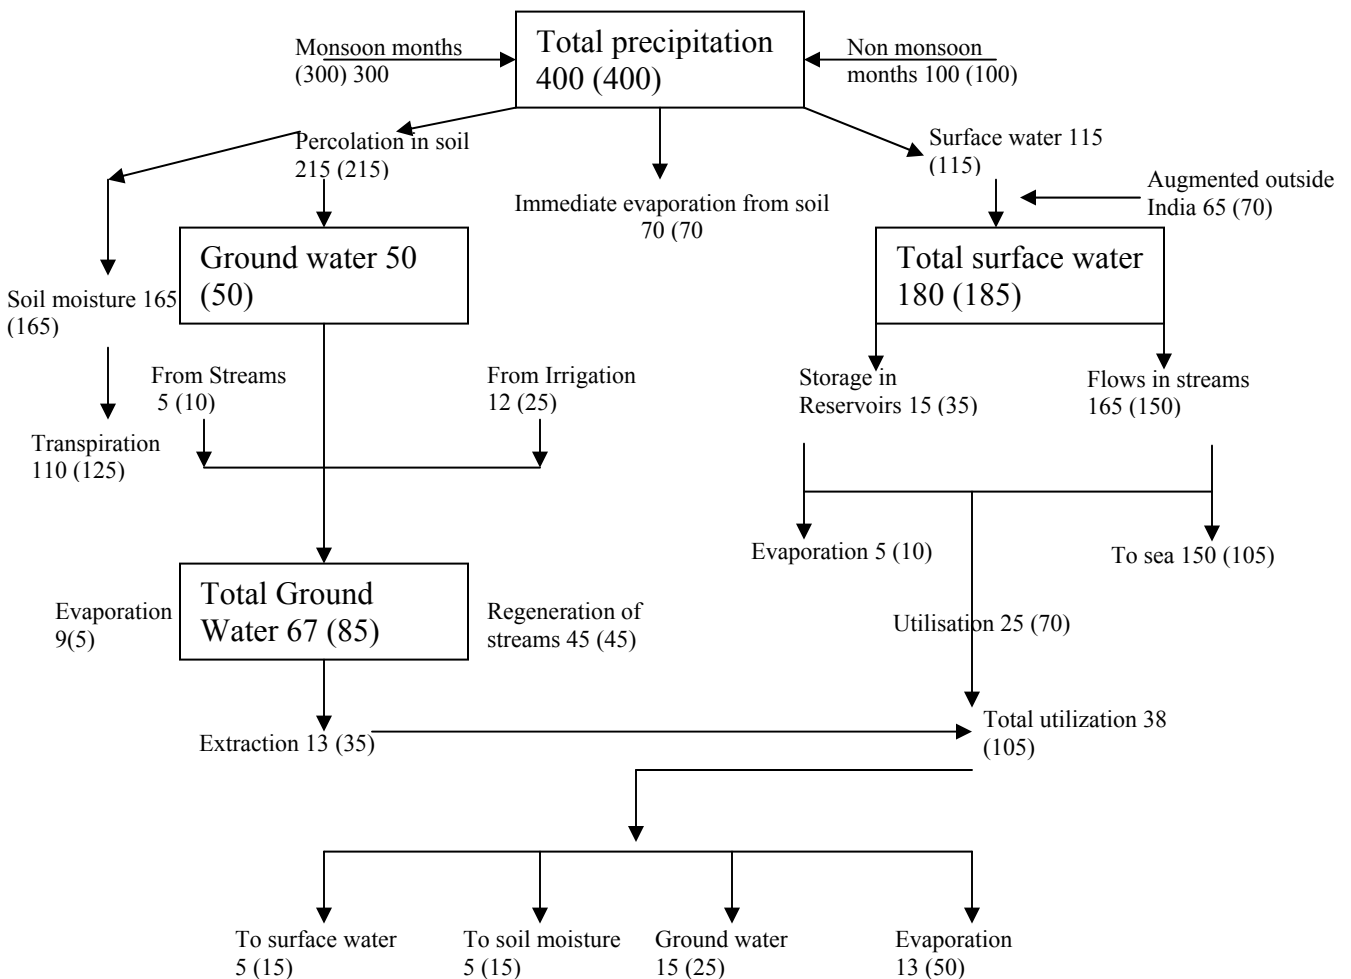 Monsoon months
(300) 300
Total precipitation
400 (400)
Non monsoon
months 100 (100)
Percolation in soil
215 (215)
Surface water 115
(115)
Immediate evaporation from soil
70 (70
Augmented outside
India 65 (70)
Ground water 50
(50)
Total surface water
180 (185)
Soil moisture 165
(165)
From Streams
5 (10)
From Irrigation
12 (25)
Storage in
Reservoirs 15 (35)
Flows in streams
165 (150)
Transpiration
110 (125)
Evaporation 5 (10)
To sea 150 (105)
Evaporation
9(5)
Total Ground
Water 67 (85)
Regeneration of
streams 45 (45)
Utilisation 25 (70)
Extraction 13 (35)
Total utilization 38
(105)
To surface water
5 (15)
To soil moisture
5 (15)
Ground water
15 (25)
Evaporation
13 (50)